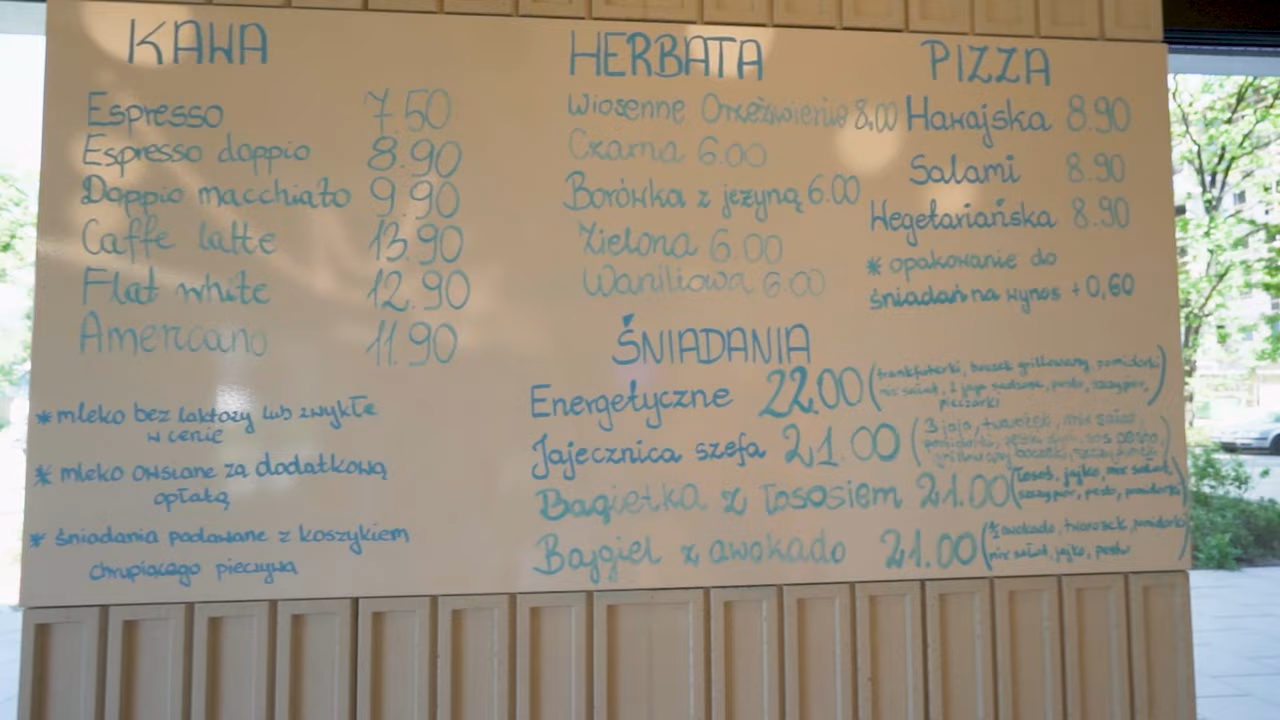 KAWA
Espresso 7.50
Espresso doppio 8.90
Doppio macchiato 9.90
Caffe latte 13.90
Flat white 12.90
Americano 11.90
* mleko bez laktozy lub zwykłe
w cenie
* mleko owsiane za dodatkową
opłatą
* śniadania podawane z koszykiem
chrupiącego pieczywa
HERBATA
Wiosenne Orzeźwienie 8,00
Czarna 6.00
Borówka z jeżyną 6.00
Zielona 6.00
Waniliowa 6.00
PIZZA
Hawajska 8.90
Salami 8.90
Wegetariańska 8.90
* opakowanie do
śniadań na wynos + 0,60
ŚNIADANIA
Energetyczne 22.00 (frankfuterki, boczek grillowany, pomidorki
mix sałat, 2 jaja sadzone, pesto, szczypior,
pieczarki)
Jajecznica szefa 21.00 (3 jaja, twarożek, mix sałat
pomidorki, sos pesto,
Bagietka z łososiem 21.00 (łosoś, jajko, mix sałat
szczypior, pesto, pomidorki)
Bajgiel z awokado 21.00 (½ awokado, twarożek, pomidorki
mix sałat, jajko, pesto)